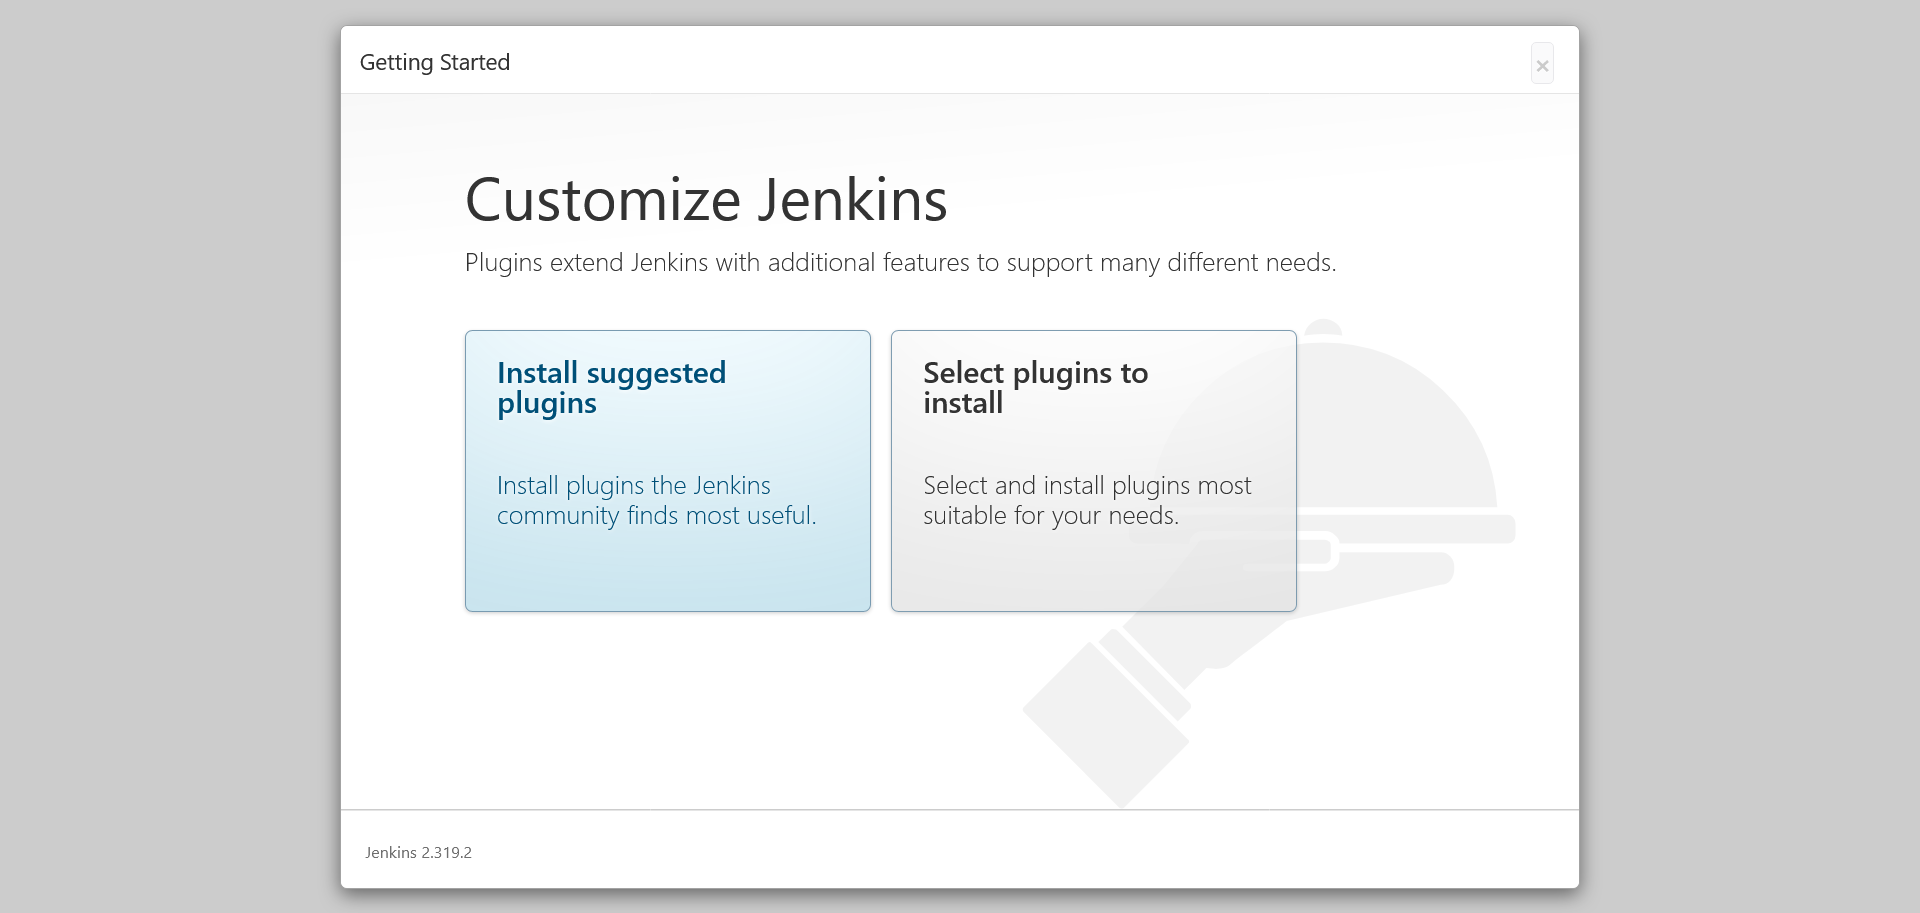 Getting Started
×
Customize Jenkins
Plugins extend Jenkins with additional features to support many different needs.
Install suggested
plugins
Install plugins the Jenkins
community finds most useful.
Select plugins to
install
Select and install plugins most
suitable for your needs.
Jenkins 2.319.2